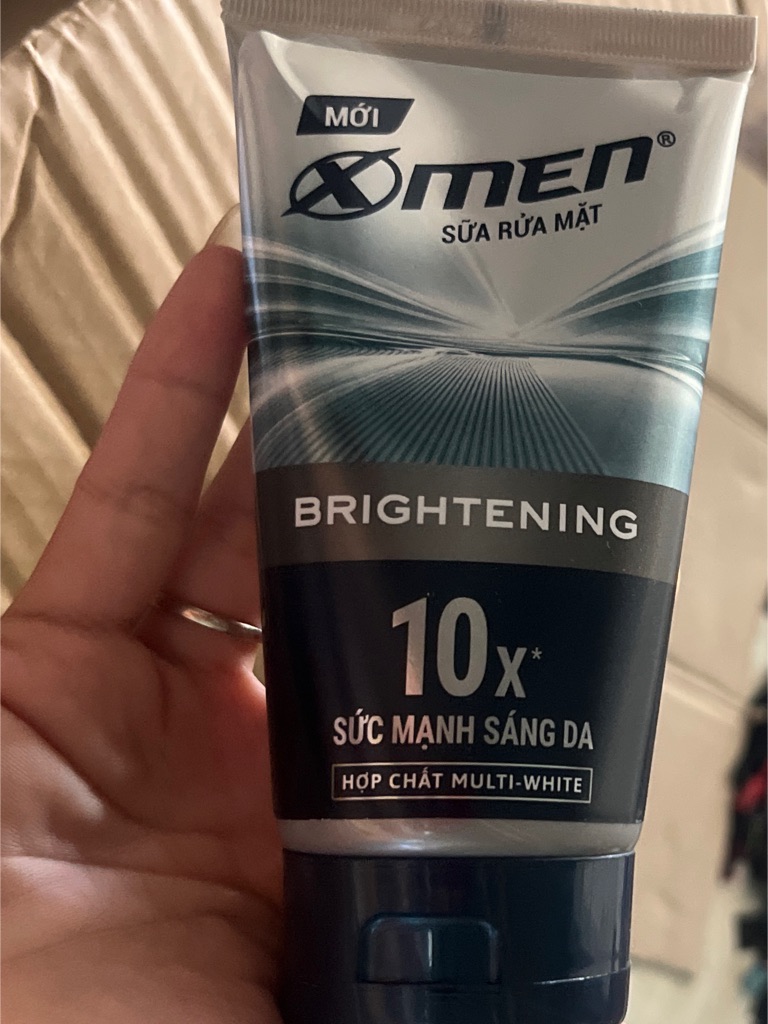 MỚI
XMEN®
SỮA RỬA MẶT
BRIGHTENING
10x*
SỨC MẠNH SÁNG DA
HỢP CHẤT MULTI-WHITE